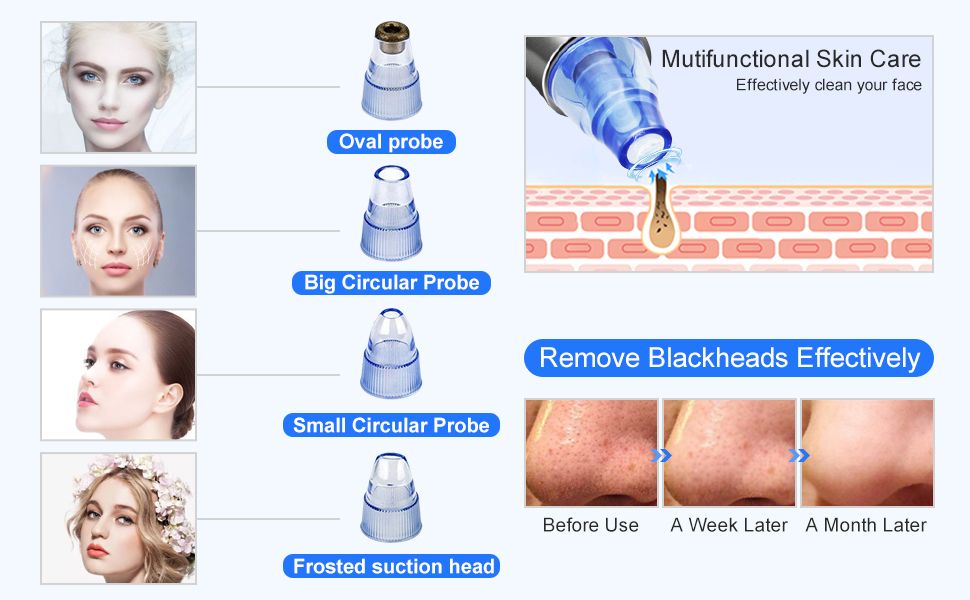 Oval probe
Big Circular Probe
Small Circular Probe
Frosted suction head
Mutifunctional Skin Care
Effectively clean your face
Remove Blackheads Effectively
Before Use
A Week Later
A Month Later